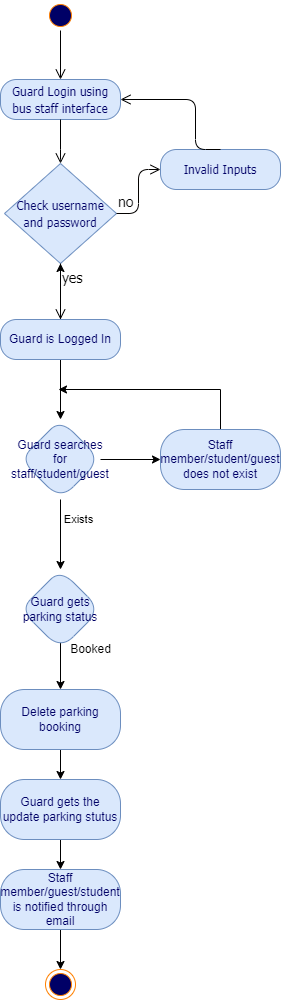 Guard Login using
bus staff interface
Invalid Inputs
Check username
and password
no
yes
Guard is Logged In
Guard searches
for
staff/student/guest
Staff
member/student/guest
does not exist
Exists
Guard gets
parking status
Booked
Delete parking
booking
Guard gets the
update parking stutus
Staff
member/guest/student
is notified through
email